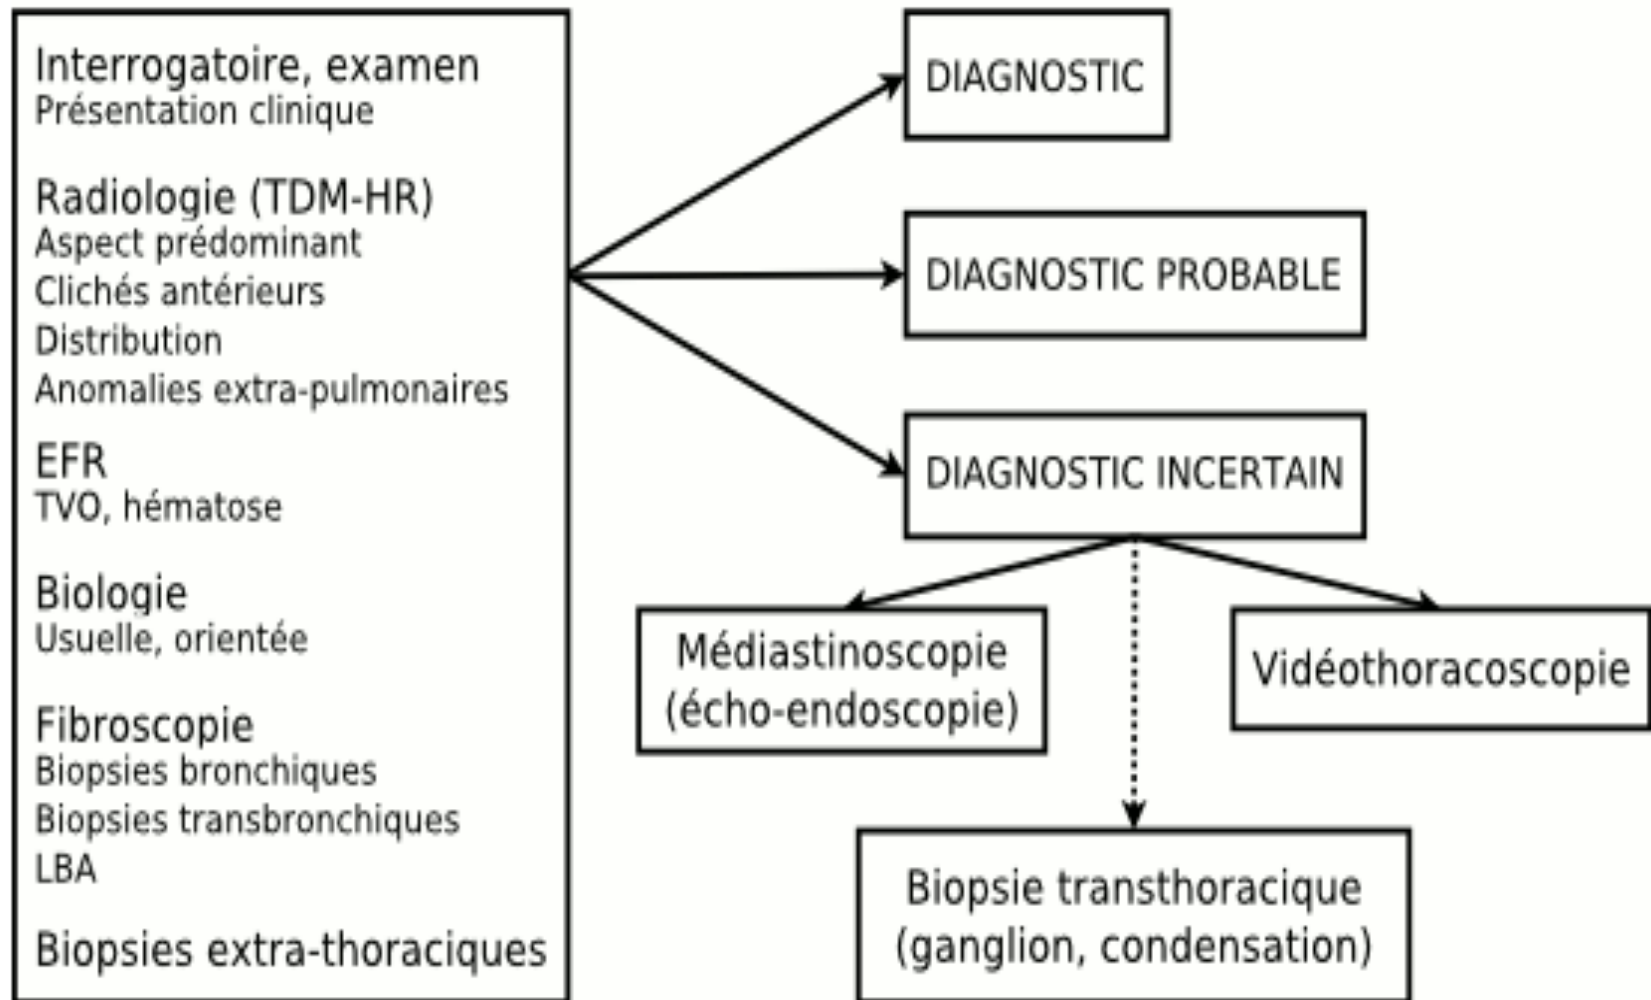 Interrogatoire, examen
Présentation clinique
Radiologie (TDM-HR)
Aspect prédominant
Clichés antérieurs
Distribution
Anomalies extra-pulmonaires
EFR
TVO, hématose
Biologie
Usuelle, orientée
Fibroscopie
Biopsies bronchiques
Biopsies transbronchiques
LBA
Biopsies extra-thoraciques
DIAGNOSTIC
DIAGNOSTIC PROBABLE
DIAGNOSTIC INCERTAIN
Médiastinoscopie
(écho-endoscopie)
Vidéothoracoscopie
Biopsie transthoracique
(ganglion, condensation)